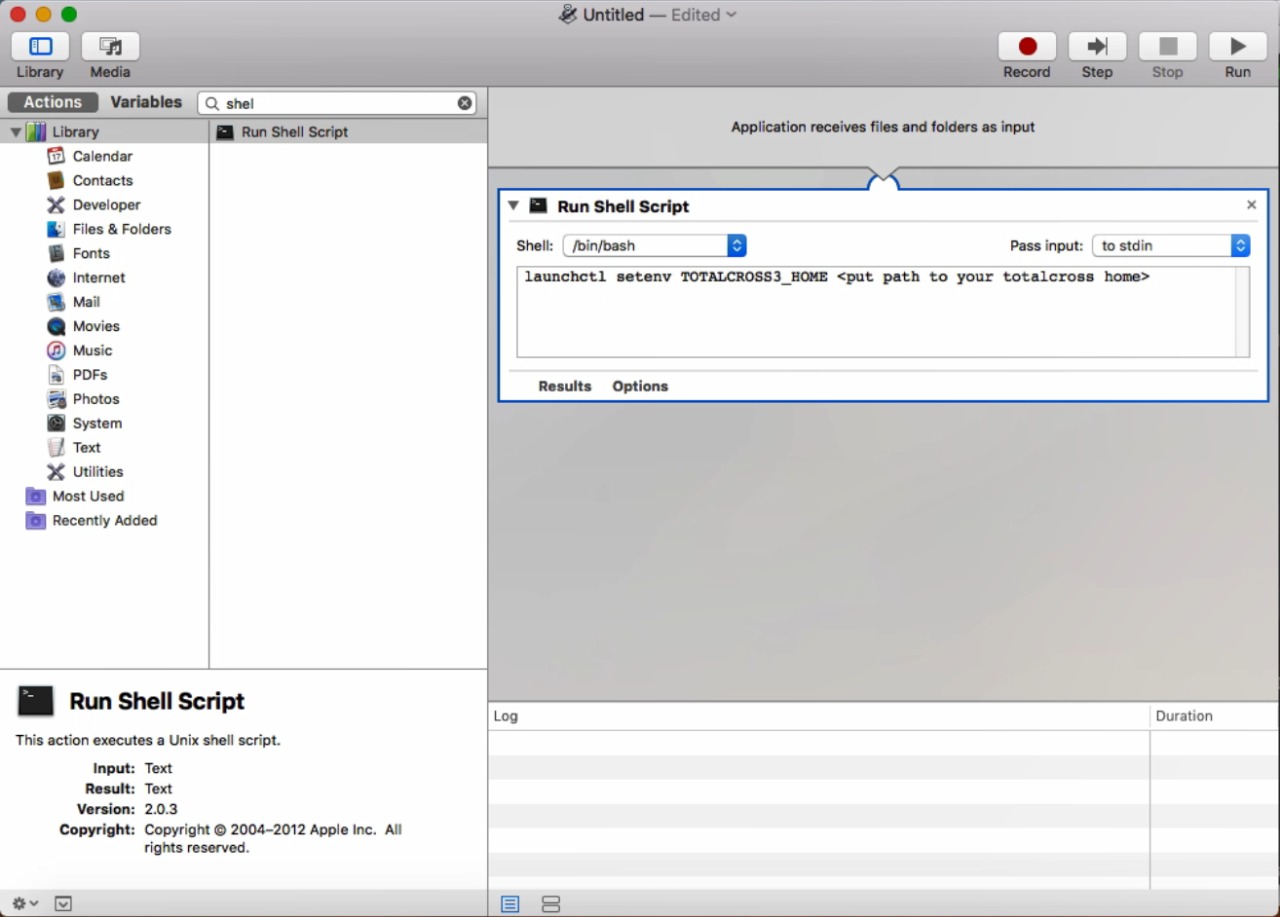 Untitled — Edited
Library
Media
Record
Step
Stop
Run
Actions
Variables
shel
Library
Calendar
Contacts
Developer
Files & Folders
Fonts
Internet
Mail
Movies
Music
PDFs
Photos
System
Text
Utilities
Most Used
Recently Added
Run Shell Script
Application receives files and folders as input
Run Shell Script
Shell: /bin/bash
Pass input: to stdin
launchctl setenv TOTALCROSS3_HOME <put path to your totalcross home>
Results Options
Run Shell Script
This action executes a Unix shell script.
Input: Text
Result: Text
Version: 2.0.3
Copyright: Copyright © 2004–2012 Apple Inc. All
rights reserved.
Log
Duration